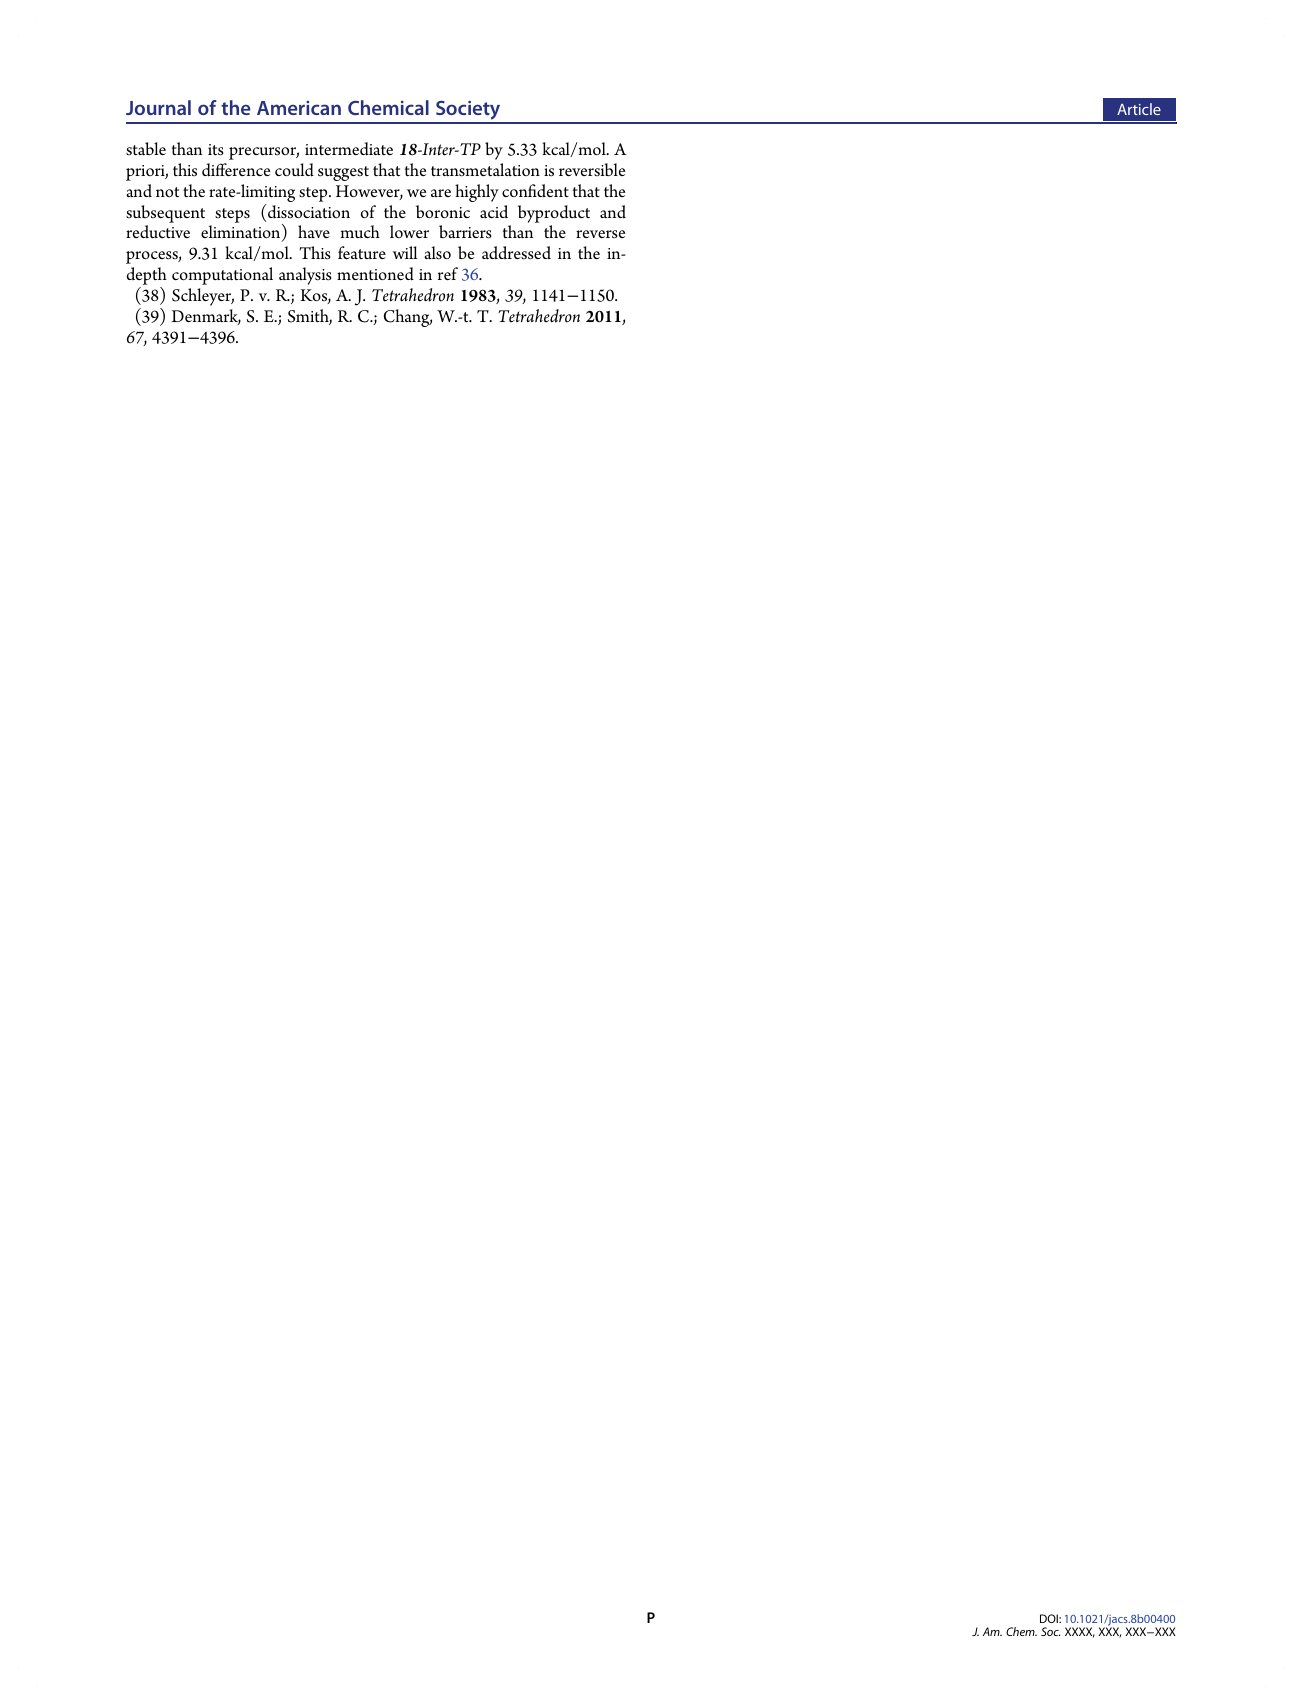 Journal of the American Chemical Society
Article
stable than its precursor, intermediate 18-Inter-TP by 5.33 kcal/mol. A
priori, this difference could suggest that the transmetalation is reversible
and not the rate-limiting step. However, we are highly confident that the
subsequent steps (dissociation of the boronic acid byproduct and
reductive elimination) have much lower barriers than the reverse
process, 9.31 kcal/mol. This feature will also be addressed in the in-
depth computational analysis mentioned in ref 36.
(38) Schleyer, P. v. R.; Kos, A. J. Tetrahedron 1983, 39, 1141−1150.
(39) Denmark, S. E.; Smith, R. C.; Chang, W.-t. T. Tetrahedron 2011,
67, 4391−4396.
P
DOI: 10.1021/jacs.8b00400
J. Am. Chem. Soc. XXXX, XXX, XXX−XXX